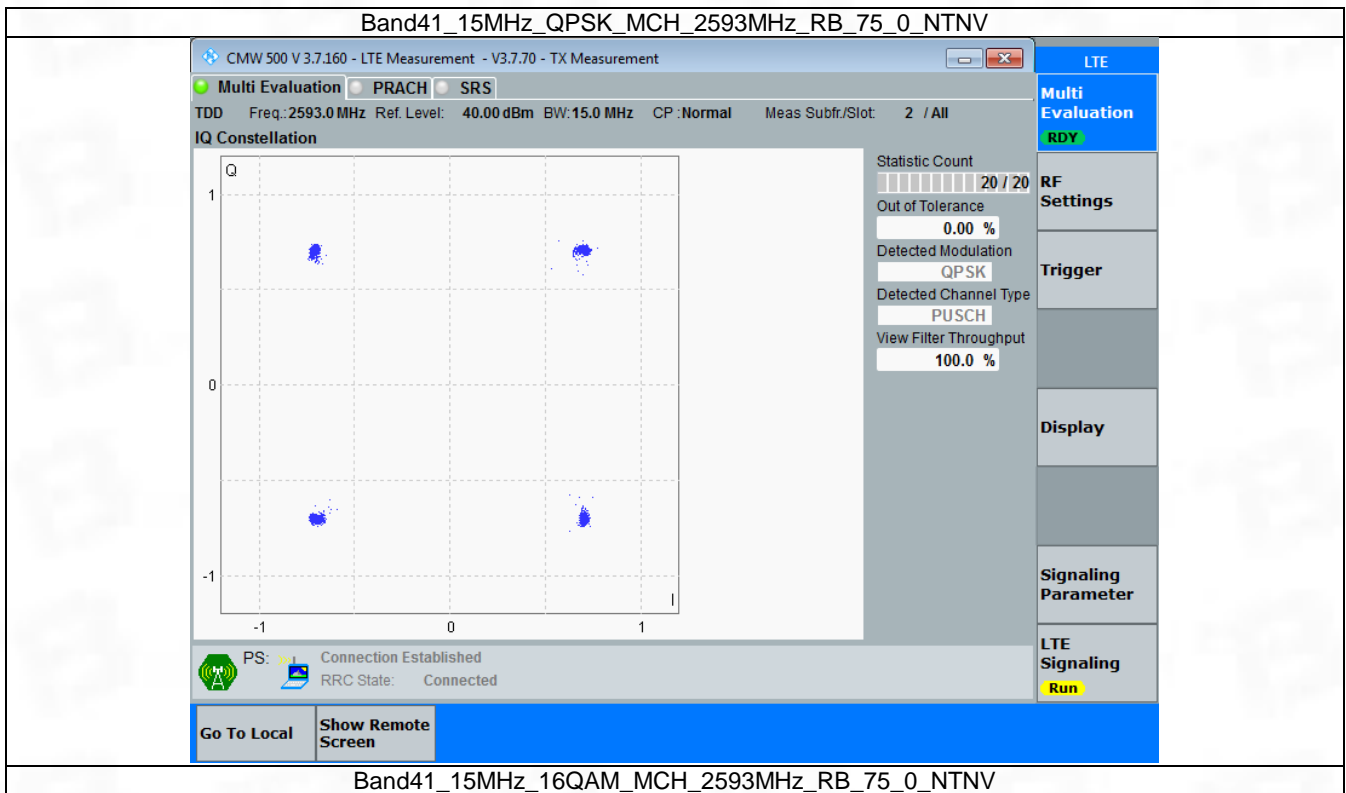 Band41_15MHz_QPSK_MCH_2593MHz_RB_75_0_NTNV
CMW 500 V 3.7.160 - LTE Measurement - V3.7.70 - TX Measurement
LTE
Multi Evaluation PRACH SRS
TDD Freq.: 2593.0 MHz Ref. Level: 40.00 dBm BW: 15.0 MHz CP : Normal Meas Subfr./Slot: 2 / All
IQ Constellation
Q
1
0
-1
I
-1 0 1
Statistic Count
20 / 20
Out of Tolerance
0.00 %
Detected Modulation
QPSK
Detected Channel Type
PUSCH
View Filter Throughput
100.0 %
Multi
Evaluation
RDY
RF
Settings
Trigger
Display
Signaling
Parameter
LTE
Signaling
Run
PS: Connection Established
RRC State: Connected
Go To Local
Show Remote
Screen
Band41_15MHz_16QAM_MCH_2593MHz_RB_75_0_NTNV